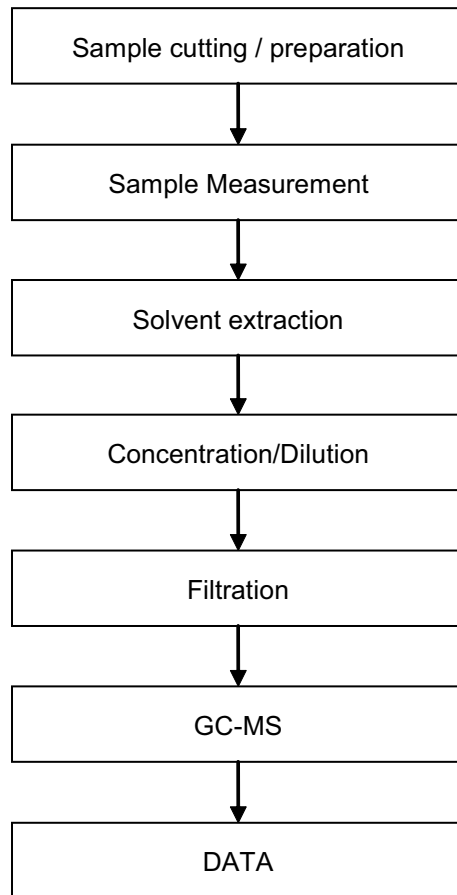 Sample cutting / preparation
Sample Measurement
Solvent extraction
Concentration/Dilution
Filtration
GC-MS
DATA